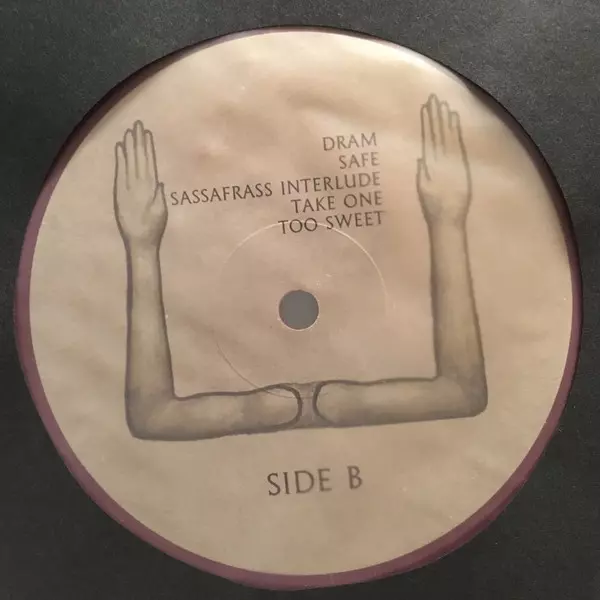 DRAM
SAFE
SASSAFRASS INTERLUDE
TAKE ONE
TOO SWEET
SIDE B